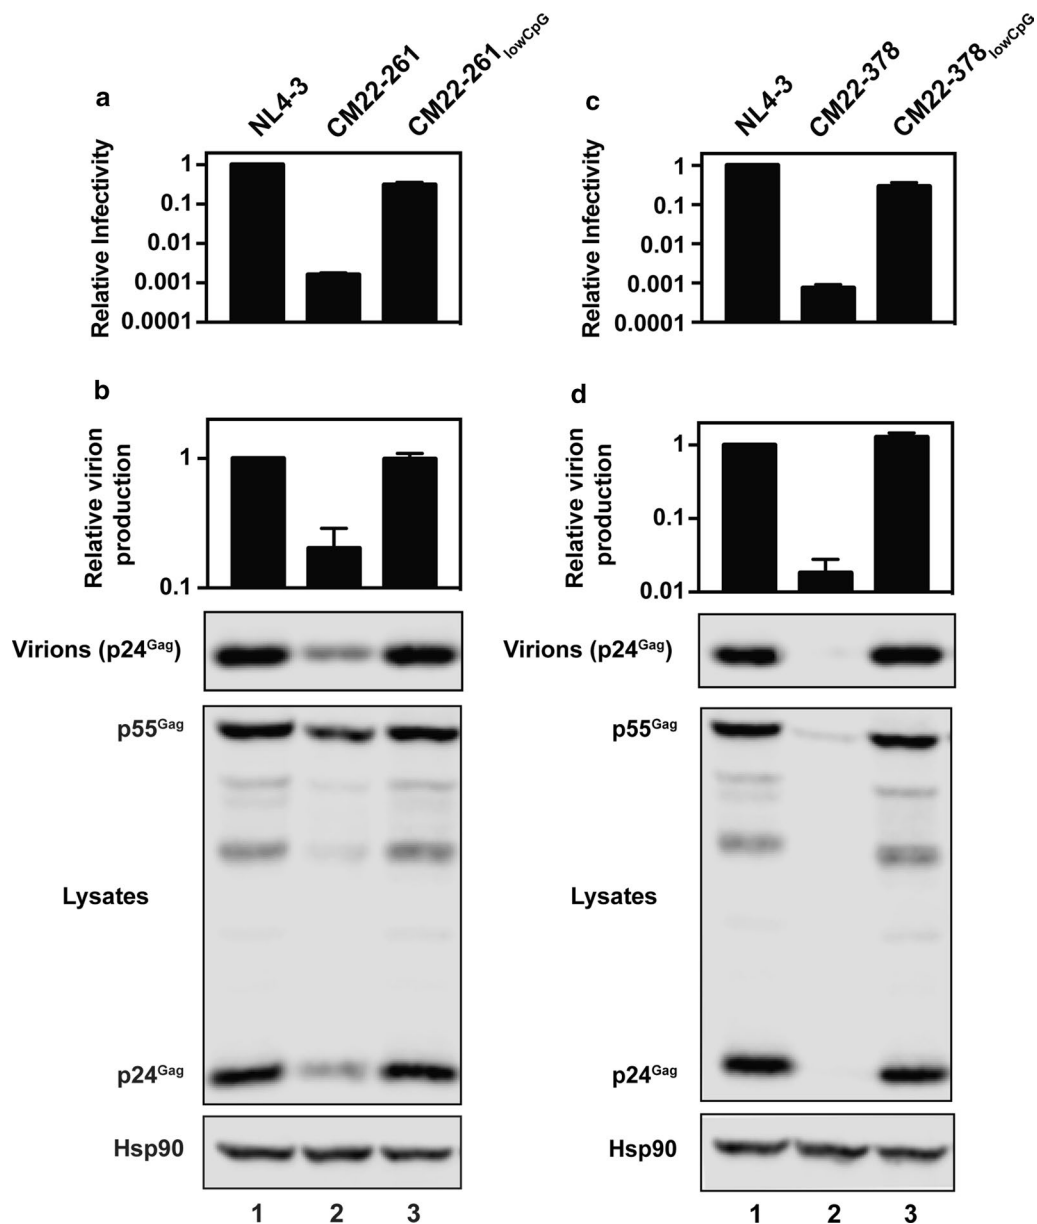 a
NL4-3
CM22-261
CM22-261lowCpG
Relative Infectivity
1
0.1
0.01
0.001
0.0001
b
Relative virion production
1
0.1
Virions (p24Gag)
p55Gag
Lysates
p24Gag
Hsp90
1 2 3
c
NL4-3
CM22-378
CM22-378lowCpG
Relative Infectivity
1
0.1
0.01
0.001
0.0001
d
Relative virion production
1
0.1
0.01
Virions (p24Gag)
p55Gag
Lysates
p24Gag
Hsp90
1 2 3